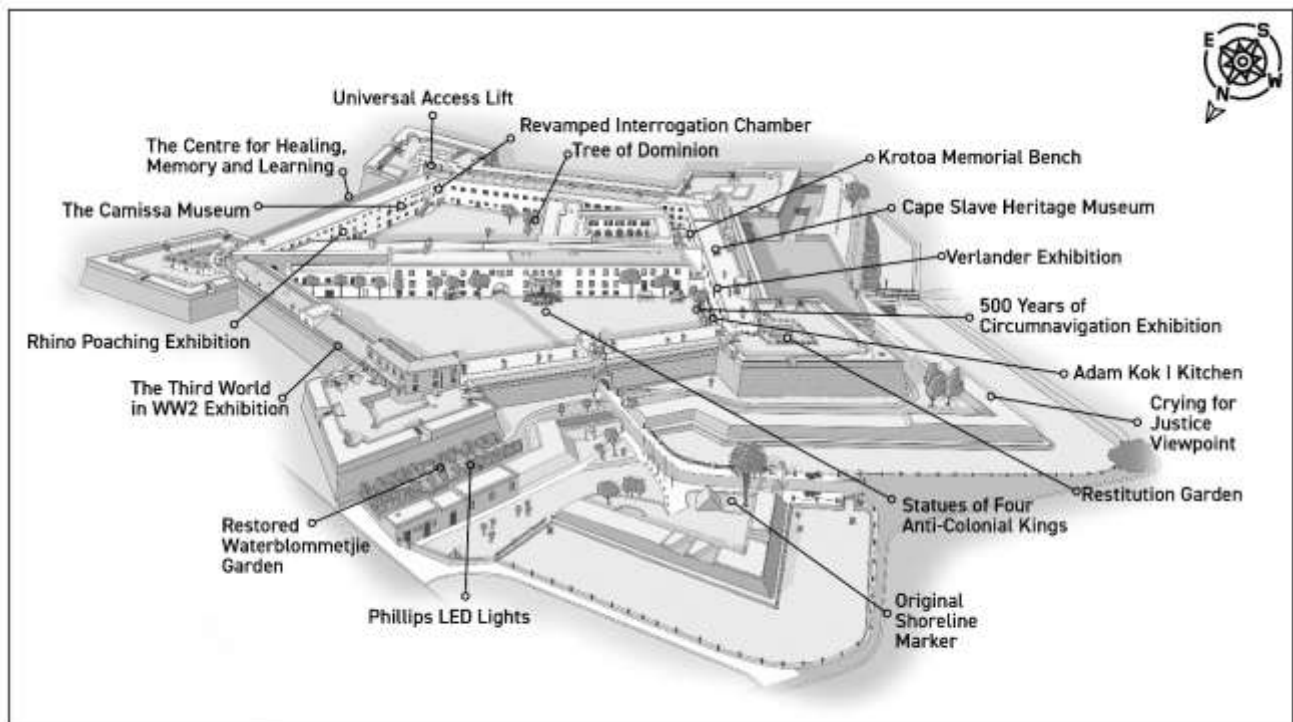 E
S
W
N
Universal Access Lift
Revamped Interrogation Chamber
The Centre for Healing,
Memory and Learning
Tree of Dominion
Krotoa Memorial Bench
The Camissa Museum
Cape Slave Heritage Museum
Verlander Exhibition
500 Years of
Circumnavigation Exhibition
Rhino Poaching Exhibition
Adam Kok I Kitchen
The Third World
in WW2 Exhibition
Crying for
Justice
Viewpoint
Restitution Garden
Statues of Four
Anti-Colonial Kings
Restored
Waterblommetjie
Garden
Phillips LED Lights
Original
Shoreline
Marker